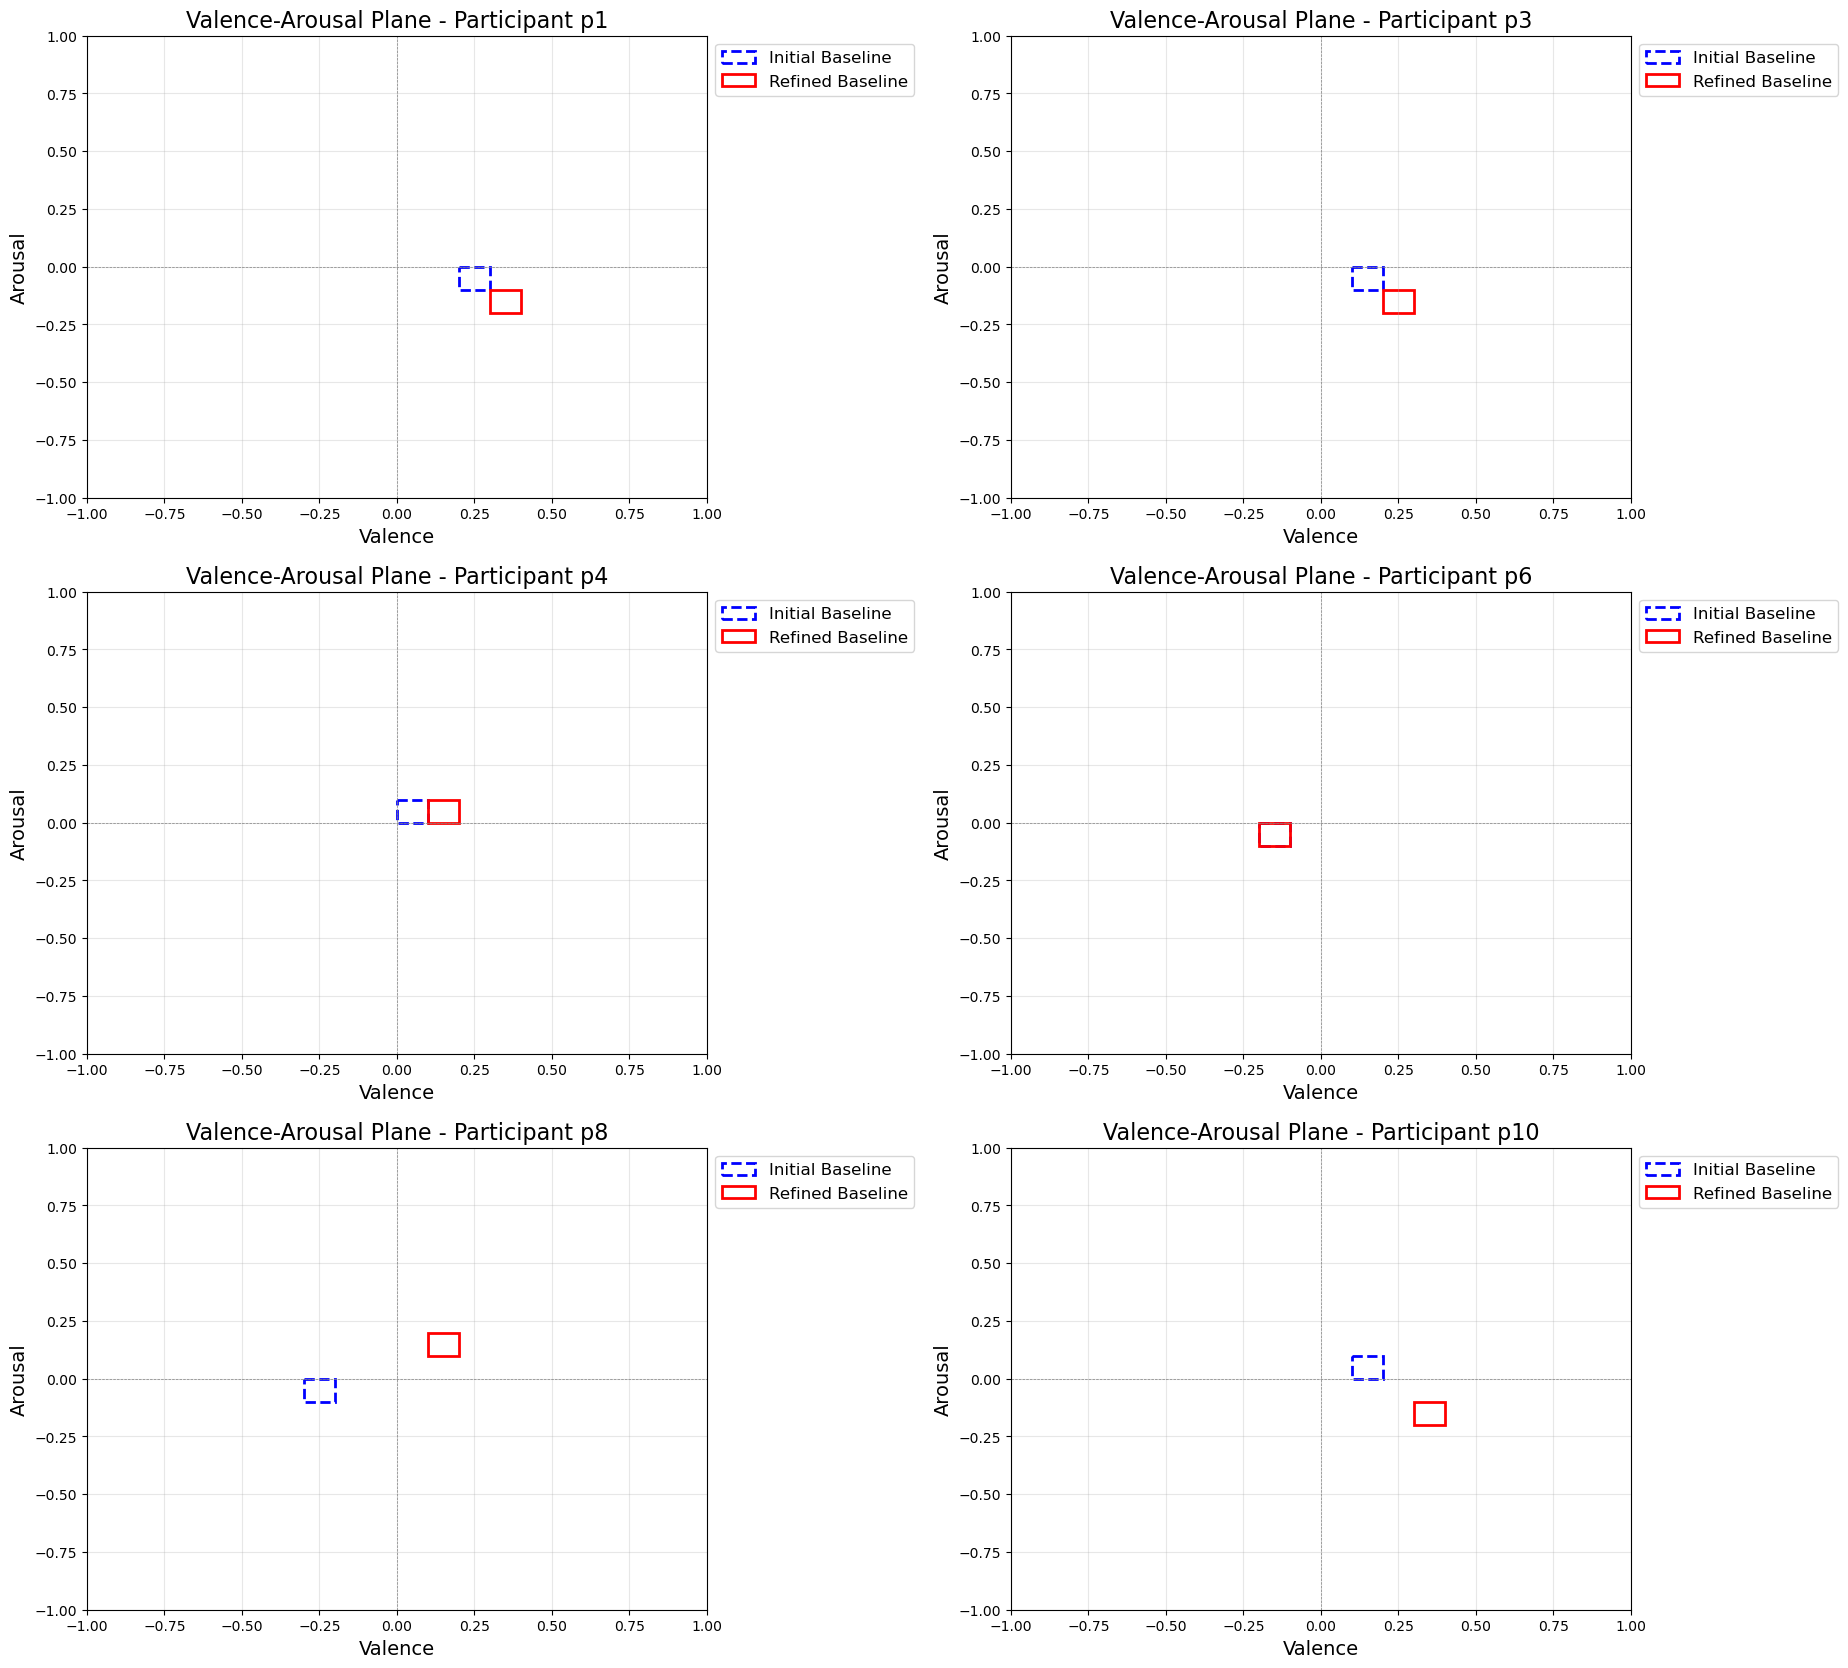 Valence-Arousal Plane - Participant p1
Initial Baseline
Refined Baseline
1.00
0.75
0.50
0.25
0.00
−0.25
−0.50
−0.75
−1.00
Arousal
−1.00 −0.75 −0.50 −0.25 0.00 0.25 0.50 0.75 1.00
Valence
Valence-Arousal Plane - Participant p3
Initial Baseline
Refined Baseline
1.00
0.75
0.50
0.25
0.00
−0.25
−0.50
−0.75
−1.00
Arousal
−1.00 −0.75 −0.50 −0.25 0.00 0.25 0.50 0.75 1.00
Valence
Valence-Arousal Plane - Participant p4
Initial Baseline
Refined Baseline
1.00
0.75
0.50
0.25
0.00
−0.25
−0.50
−0.75
−1.00
Arousal
−1.00 −0.75 −0.50 −0.25 0.00 0.25 0.50 0.75 1.00
Valence
Valence-Arousal Plane - Participant p6
Initial Baseline
Refined Baseline
1.00
0.75
0.50
0.25
0.00
−0.25
−0.50
−0.75
−1.00
Arousal
−1.00 −0.75 −0.50 −0.25 0.00 0.25 0.50 0.75 1.00
Valence
Valence-Arousal Plane - Participant p8
Initial Baseline
Refined Baseline
1.00
0.75
0.50
0.25
0.00
−0.25
−0.50
−0.75
−1.00
Arousal
−1.00 −0.75 −0.50 −0.25 0.00 0.25 0.50 0.75 1.00
Valence
Valence-Arousal Plane - Participant p10
Initial Baseline
Refined Baseline
1.00
0.75
0.50
0.25
0.00
−0.25
−0.50
−0.75
−1.00
Arousal
−1.00 −0.75 −0.50 −0.25 0.00 0.25 0.50 0.75 1.00
Valence